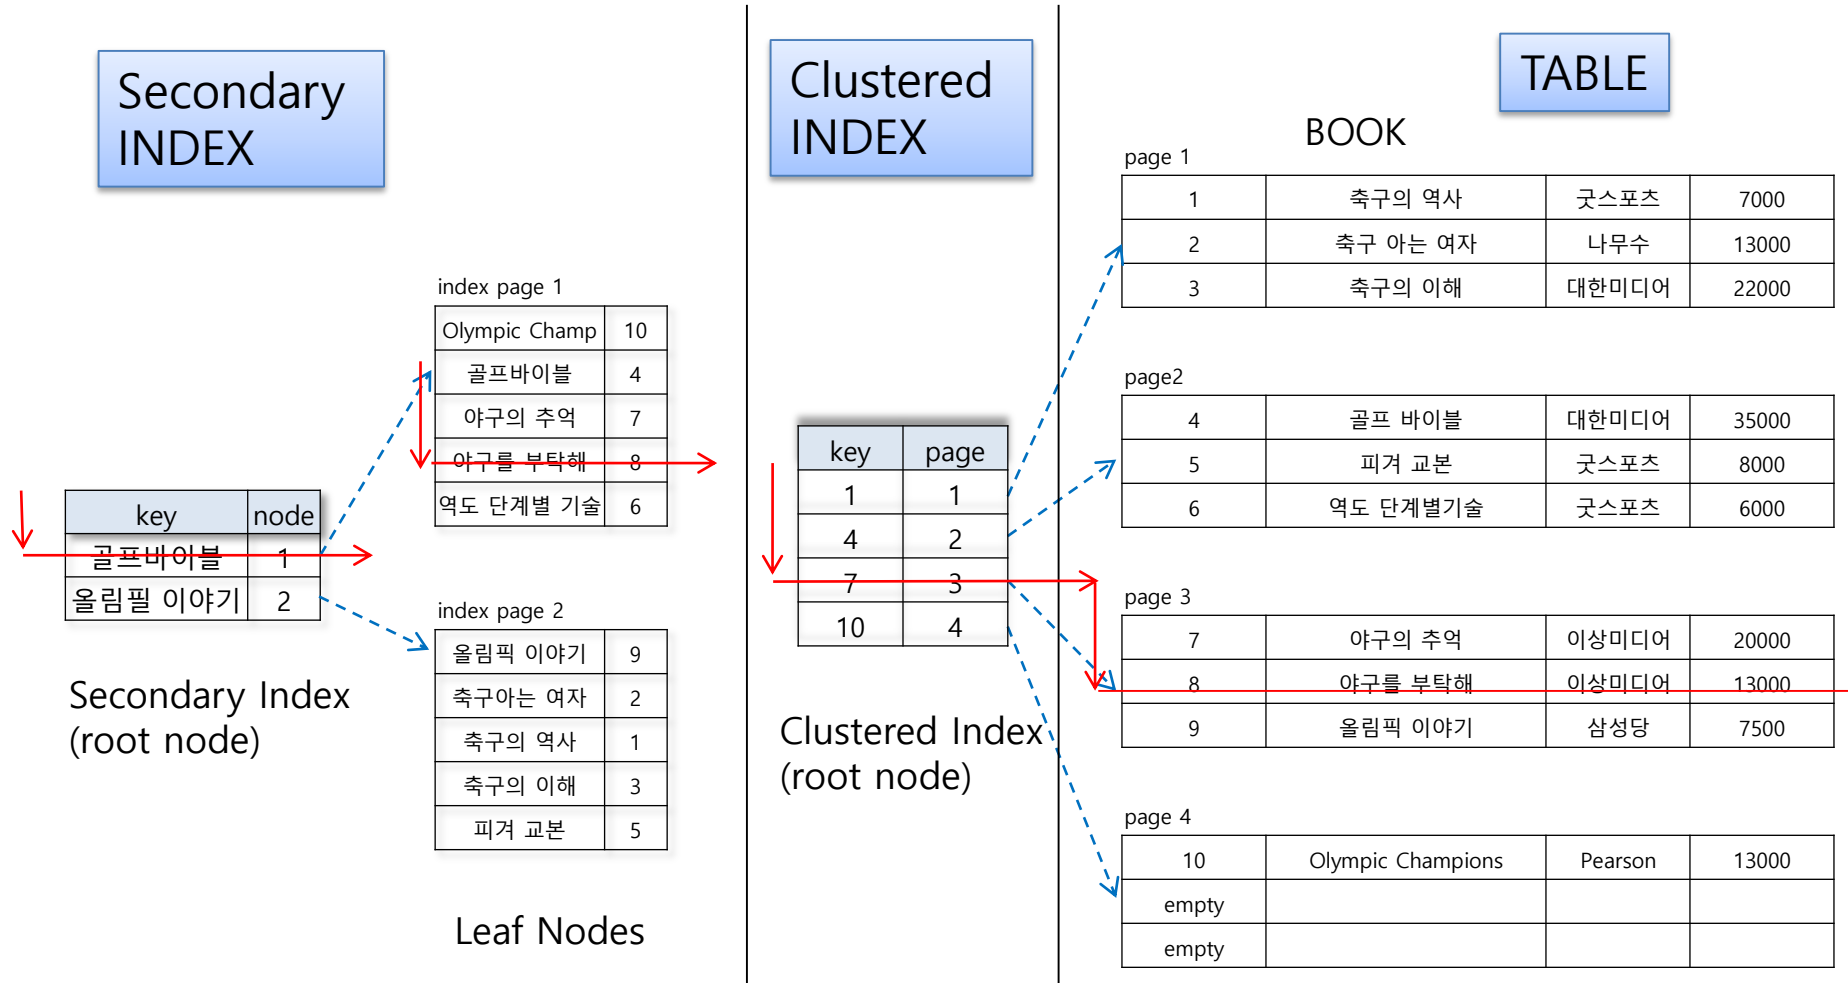 Secondary
INDEX
key node
골프바이블 1
올림필 이야기 2
Secondary Index
(root node)
index page 1
Olympic Champ 10
골프바이블 4
야구의 추억 7
야구를 부탁해 8
역도 단계별 기술 6
index page 2
올림픽 이야기 9
축구아는 여자 2
축구의 역사 1
축구의 이해 3
피겨 교본 5
Leaf Nodes
Clustered
INDEX
key page
1 1
4 2
7 3
10 4
Clustered Index
(root node)
TABLE
BOOK
page 1
1 축구의 역사 굿스포츠 7000
2 축구 아는 여자 나무수 13000
3 축구의 이해 대한미디어 22000
page2
4 골프 바이블 대한미디어 35000
5 피겨 교본 굿스포츠 8000
6 역도 단계별기술 굿스포츠 6000
page 3
7 야구의 추억 이상미디어 20000
8 야구를 부탁해 이상미디어 13000
9 올림픽 이야기 삼성당 7500
page 4
10 Olympic Champions Pearson 13000
empty
empty